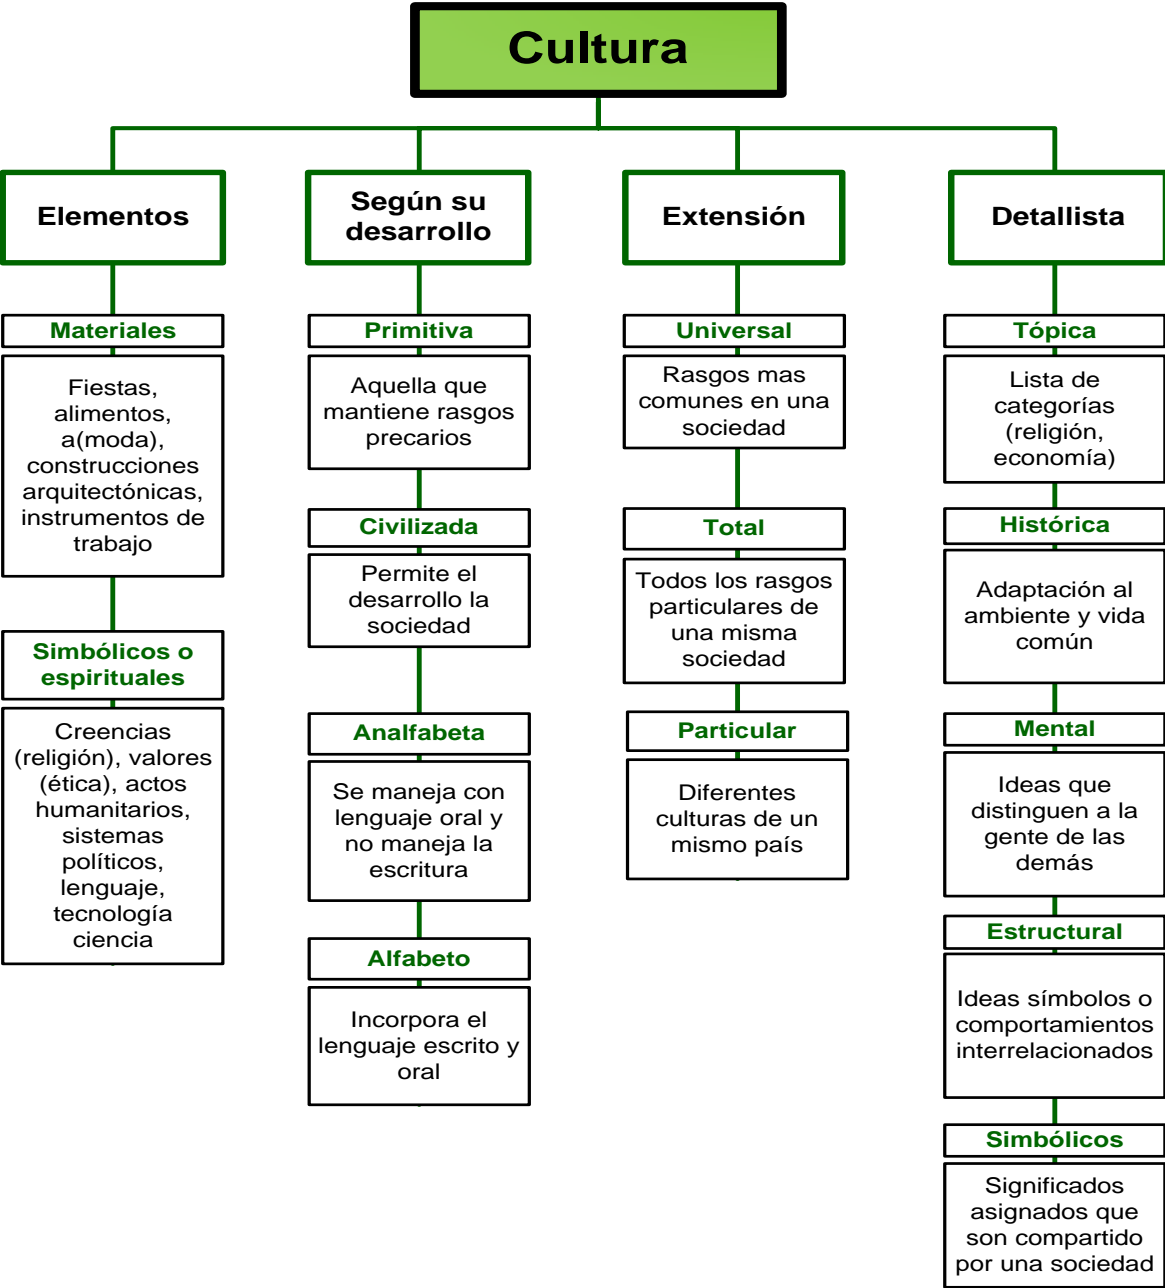 Cultura
Elementos
Materiales
Fiestas,
alimentos,
a(moda),
construcciones
arquitectónicas,
instrumentos de
trabajo
Simbólicos o
espirituales
Creencias
(religión), valores
(ética), actos
humanitarios,
sistemas
políticos,
lenguaje,
tecnología
ciencia
Según su
desarrollo
Primitiva
Aquella que
mantiene rasgos
precarios
Civilizada
Permite el
desarrollo la
sociedad
Analfabeta
Se maneja con
lenguaje oral y
no maneja la
escritura
Alfabeto
Incorpora el
lenguaje escrito y
oral
Extensión
Universal
Rasgos mas
comunes en una
sociedad
Total
Todos los rasgos
particulares de
una misma
sociedad
Particular
Diferentes
culturas de un
mismo país
Detallista
Tópica
Lista de
categorías
(religión,
economía)
Histórica
Adaptación al
ambiente y vida
común
Mental
Ideas que
distinguen a la
gente de las
demás
Estructural
Ideas símbolos o
comportamientos
interrelacionados
Simbólicos
Significados
asignados que
son compartido
por una sociedad